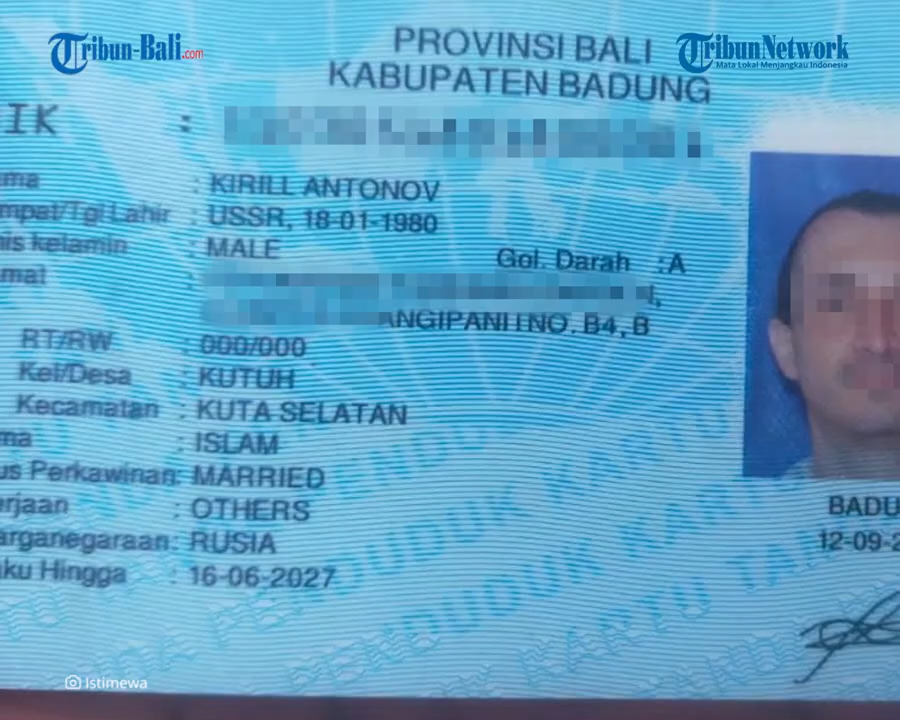 Tribun-Bali.com
TribunNetwork
Mata Lokal Menjangkau Indonesia
PROVINSI BALI
KABUPATEN BADUNG
IK :
ma : KIRILL ANTONOV
mpat/Tgl Lahir : USSR, 18-01-1980
nis kelamin : MALE Gol. Darah :A
mat :
ANGIPANI NO. B4, B
RT/RW : 000/000
Kel/Desa : KUTUH
Kecamatan : KUTA SELATAN
ma : ISLAM
us Perkawinan: MARRIED
erjaan : OTHERS
arganegaraan: RUSIA
aku Hingga : 16-06-2027
BADU
12-09-2
Istimewa